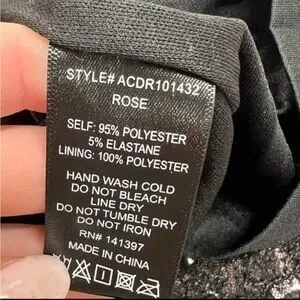 STYLE# ACDR101432
ROSE
SELF: 95% POLYESTER
5% ELASTANE
LINING: 100% POLYESTER
HAND WASH COLD
DO NOT BLEACH
LINE DRY
DO NOT TUMBLE DRY
DO NOT IRON
RN# 141397
MADE IN CHINA